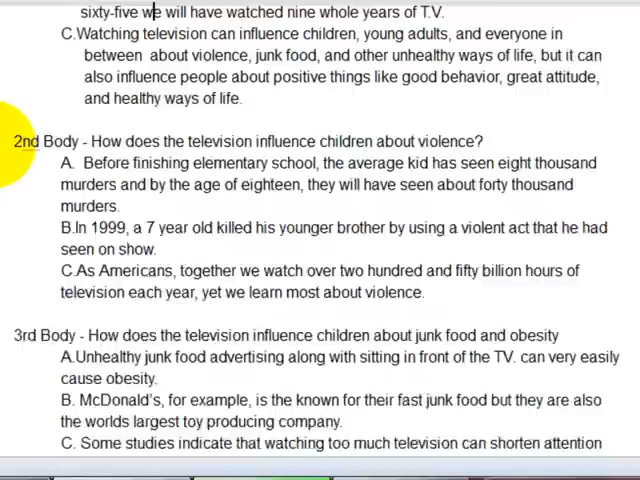 sixty-five we will have watched nine whole years of T.V.
C.Watching television can influence children, young adults, and everyone in
between about violence, junk food, and other unhealthy ways of life, but it can
also influence people about positive things like good behavior, great attitude,
and healthy ways of life.
2nd Body - How does the television influence children about violence?
A. Before finishing elementary school, the average kid has seen eight thousand
murders and by the age of eighteen, they will have seen about forty thousand
murders.
B.In 1999, a 7 year old killed his younger brother by using a violent act that he had
seen on show.
C.As Americans, together we watch over two hundred and fifty billion hours of
television each year, yet we learn most about violence.
3rd Body - How does the television influence children about junk food and obesity
A.Unhealthy junk food advertising along with sitting in front of the TV. can very easily
cause obesity.
B. McDonald's, for example, is the known for their fast junk food but they are also
the worlds largest toy producing company.
C. Some studies indicate that watching too much television can shorten attention